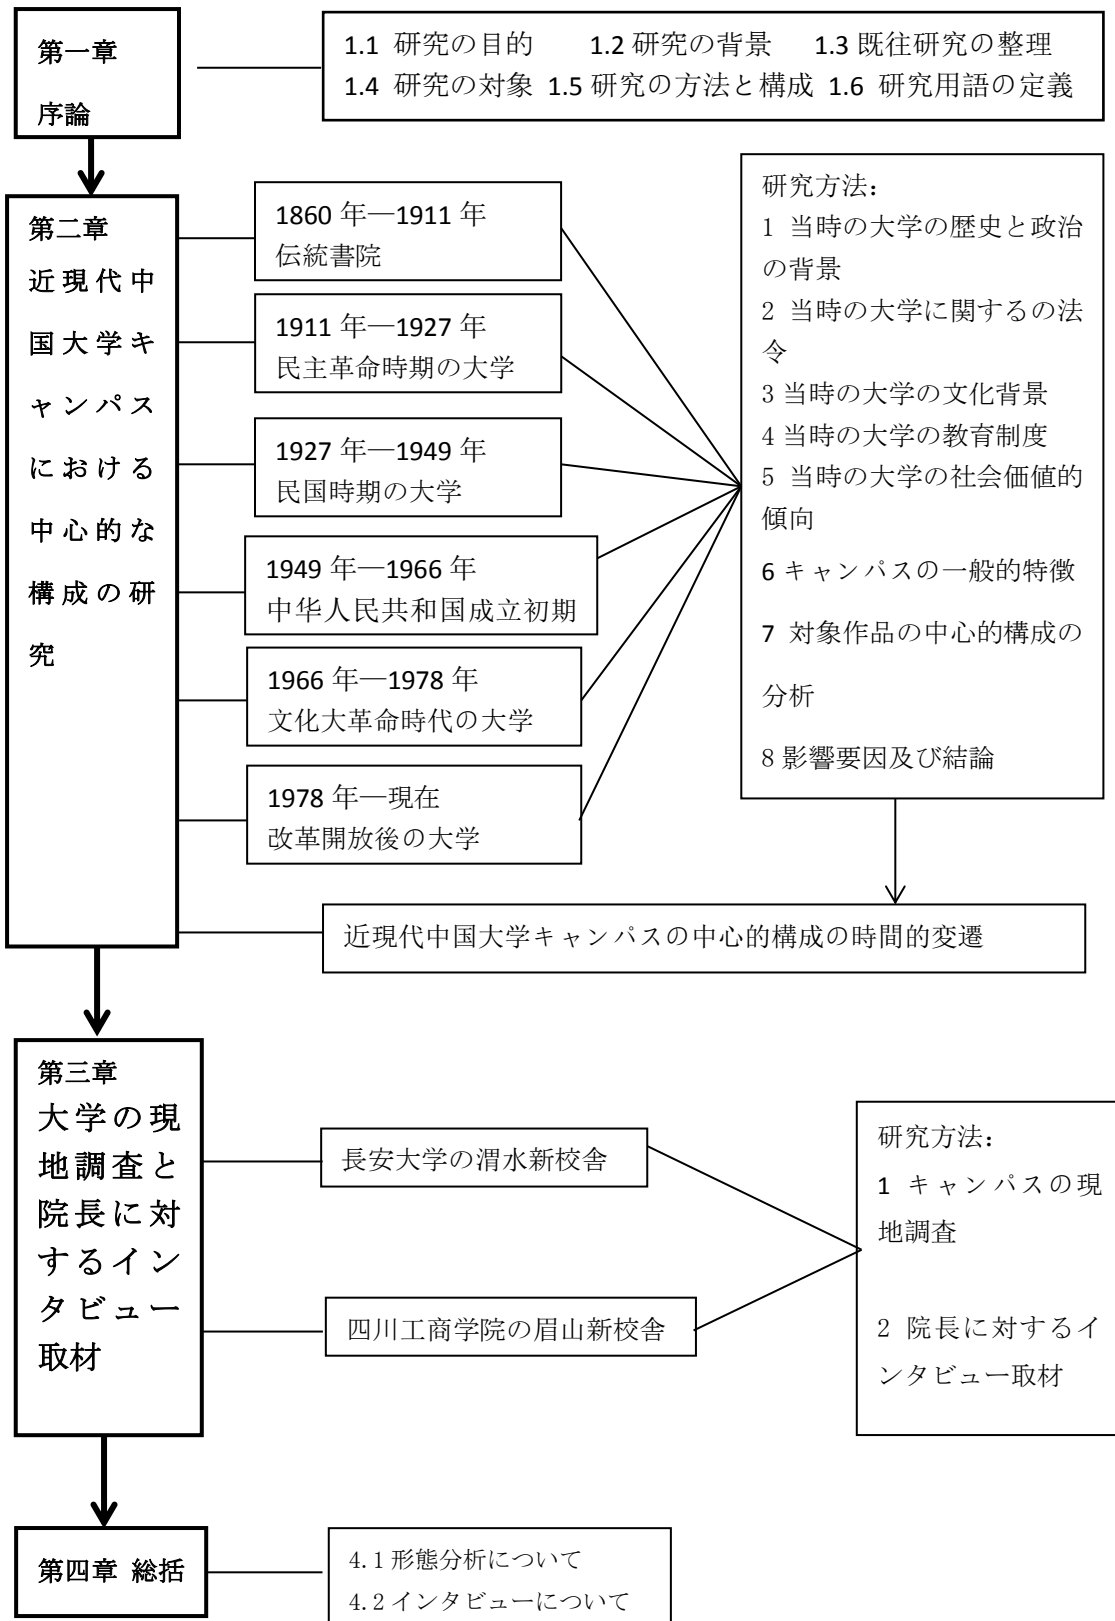 第一章
序論
1.1 研究の目的 1.2 研究の背景 1.3 既往研究の整理
1.4 研究の対象 1.5 研究の方法と構成 1.6 研究用語の定義
第二章
近現代中
国大学キ
ャンパス
における
中心的な
構成の研
究
1860 年—1911 年
伝統書院
1911 年—1927 年
民主革命時期の大学
1927 年—1949 年
民国時期の大学
1949 年—1966 年
中华人民共和国成立初期
1966 年—1978 年
文化大革命時代の大学
1978 年—現在
改革開放後の大学
研究方法：
1 当時の大学の歴史と政治
の背景
2 当時の大学に関するの法
令
3 当時の大学の文化背景
4 当時の大学の教育制度
5 当時の大学の社会価値的
傾向
6 キャンパスの一般的特徴
7 対象作品の中心的構成の
分析
8 影響要因及び結論
近現代中国大学キャンパスの中心的構成の時間的変遷
第三章
大学の現
地調査と
院長に対
するイン
タビュー
取材
長安大学の渭水新校舎
四川工商学院の眉山新校舎
研究方法：
1 キャンパスの現
地調査
2 院長に対するイ
ンタビュー取材
第四章 総括
4.1 形態分析について
4.2 インタビューについて